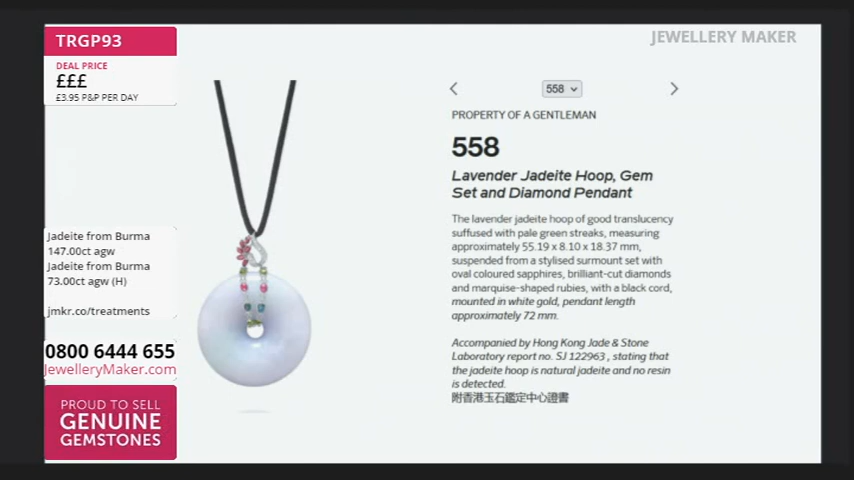 TRGP93
DEAL PRICE
£££
£3.95 P&P PER DAY
Jadeite from Burma
147.00ct agw
Jadeite from Burma
73.00ct agw (H)
jmkr.co/treatments
0800 6444 655
JewelleryMaker.com
PROUD TO SELL
GENUINE
GEMSTONES
JEWELLERY MAKER
558
PROPERTY OF A GENTLEMAN
558
Lavender Jadeite Hoop, Gem
Set and Diamond Pendant
The lavender jadeite hoop of good translucency
suffused with pale green streaks, measuring
approximately 55.19 x 8.10 x 18.37 mm,
suspended from a stylised surmount set with
oval coloured sapphires, brilliant-cut diamonds
and marquise-shaped rubies, with a black cord,
mounted in white gold, pendant length
approximately 72 mm.
Accompanied by Hong Kong Jade & Stone
Laboratory report no. SJ 122963 , stating that
the jadeite hoop is natural jadeite and no resin
is detected.
附香港玉石鑑定中心證書